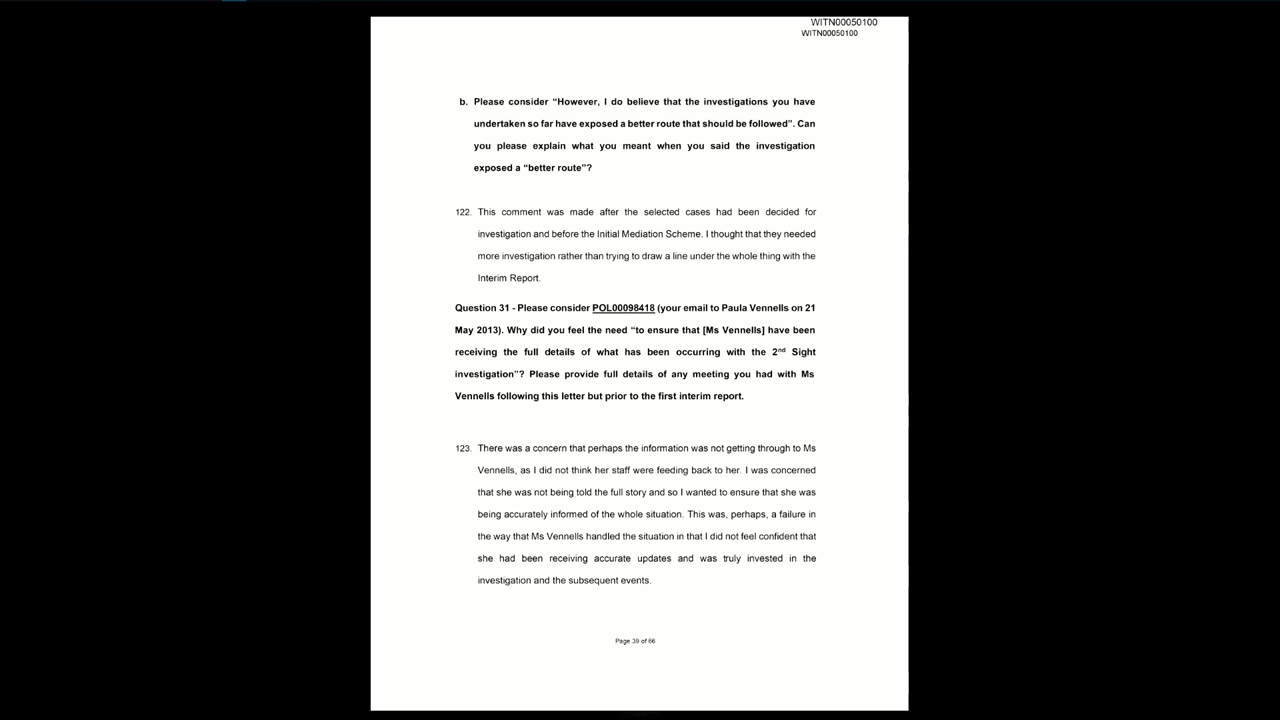 WITN00050100
WITN00050100
b. Please consider “However, I do believe that the investigations you have
undertaken so far have exposed a better route that should be followed”. Can
you please explain what you meant when you said the investigation
exposed a “better route”?
122. This comment was made after the selected cases had been decided for
investigation and before the Initial Mediation Scheme. I thought that they needed
more investigation rather than trying to draw a line under the whole thing with the
Interim Report.
Question 31 - Please consider POL00098418 (your email to Paula Vennells on 21
May 2013). Why did you feel the need “to ensure that [Ms Vennells] have been
receiving the full details of what has been occurring with the 2nd Sight
investigation”? Please provide full details of any meeting you had with Ms
Vennells following this letter but prior to the first interim report.
123. There was a concern that perhaps the information was not getting through to Ms
Vennells, as I did not think her staff were feeding back to her. I was concerned
that she was not being told the full story and so I wanted to ensure that she was
being accurately informed of the whole situation. This was, perhaps, a failure in
the way that Ms Vennells handled the situation in that I did not feel confident that
she had been receiving accurate updates and was truly invested in the
investigation and the subsequent events.
Page 39 of 66